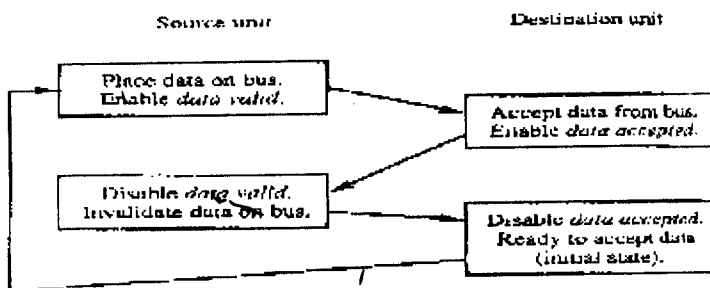 Source unit
Destination unit
Place data on bus.
Enable data valid.
Accept data from bus.
Enable data accepted.
Disable data valid.
Invalidate data on bus.
Disable data accepted.
Ready to accept data
(initial state).